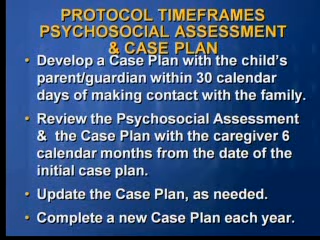 PROTOCOL TIMEFRAMES
PSYCHOSOCIAL ASSESSMENT
& CASE PLAN
• Develop a Case Plan with the child's
parent/guardian within 30 calendar
days of making contact with the family.
• Review the Psychosocial Assessment
& the Case Plan with the caregiver 6
calendar months from the date of the
initial case plan.
• Update the Case Plan, as needed.
• Complete a new Case Plan each year.